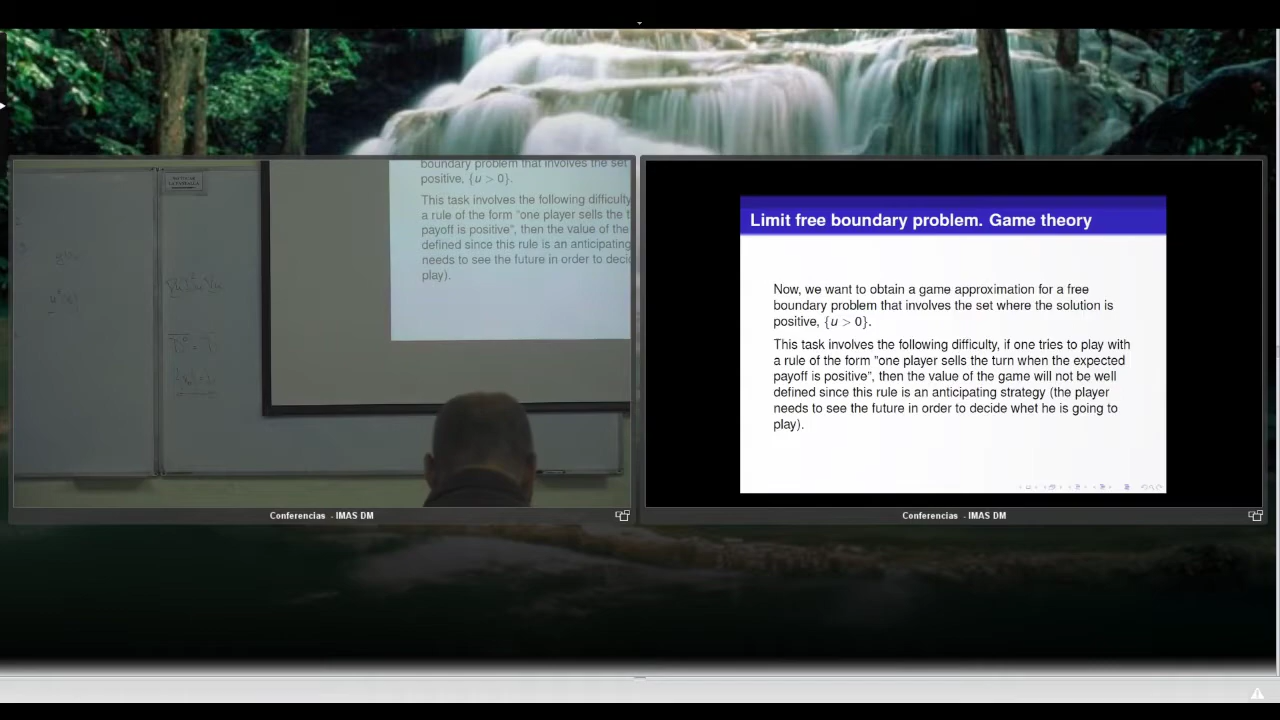 boundary problem that involves the set
positive, {u > 0}.
This task involves the following difficulty
a rule of the form "one player sells the t
payoff is positive", then the value of the
defined since this rule is an anticipating
needs to see the future in order to deci
play).
Conferencias - IMAS DM
Limit free boundary problem. Game theory
Now, we want to obtain a game approximation for a free
boundary problem that involves the set where the solution is
positive, {u > 0}.
This task involves the following difficulty, if one tries to play with
a rule of the form "one player sells the turn when the expected
payoff is positive", then the value of the game will not be well
defined since this rule is an anticipating strategy (the player
needs to see the future in order to decide whet he is going to
play).
Conferencias - IMAS DM